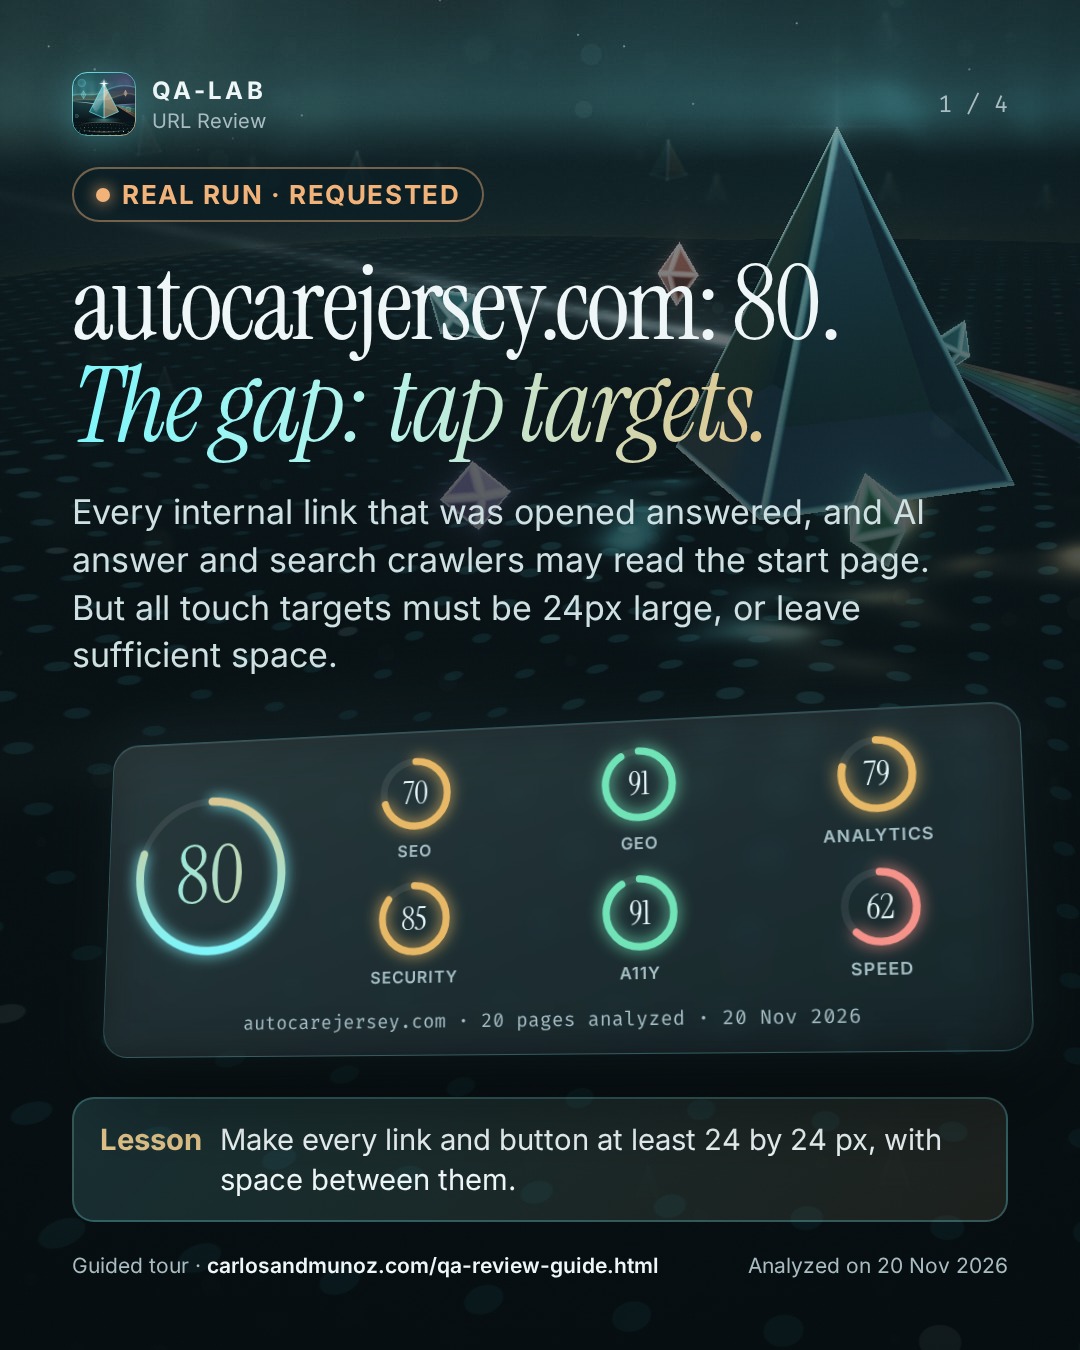 QA-LAB
URL Review
1 / 4
REAL RUN · REQUESTED
autocarejersey.com: 80.
The gap: tap targets.
Every internal link that was opened answered, and AI
answer and search crawlers may read the start page.
But all touch targets must be 24px large, or leave
sufficient space.
80
70
SEO
91
GEO
79
ANALYTICS
85
SECURITY
91
A11Y
62
SPEED
autocarejersey.com · 20 pages analyzed · 20 Nov 2026
Lesson Make every link and button at least 24 by 24 px, with
space between them.
Guided tour · carlosandmunoz.com/qa-review-guide.html
Analyzed on 20 Nov 2026